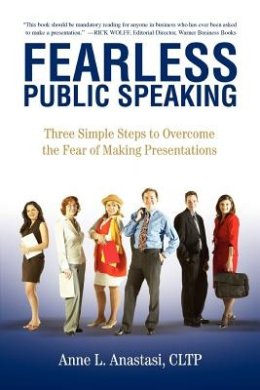 "This book should be mandatory reading for anyone in business who has ever been asked
to make a presentation." —RICK WOLFE, Editorial Director, Warner Business Books
FEARLESS
PUBLIC SPEAKING
Three Simple Steps to Overcome
the Fear of Making Presentations
Anne L. Anastasi, CLTP